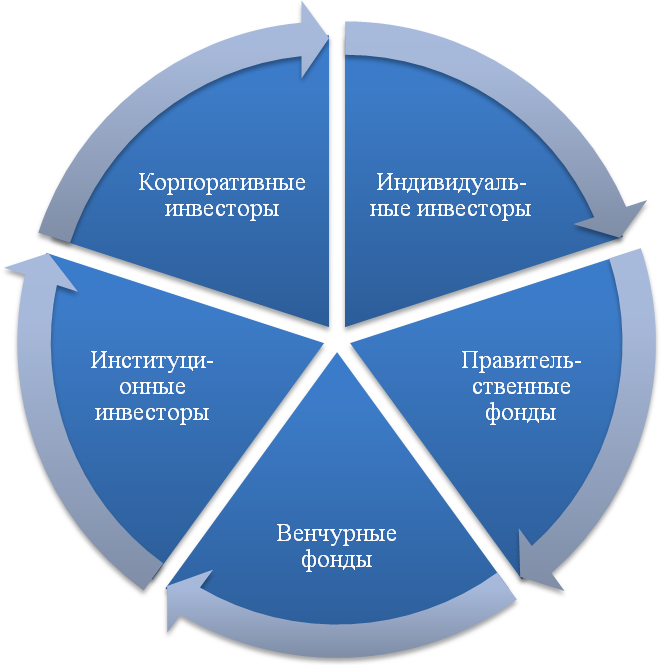 Корпоративные
инвесторы
Индивидуаль-
ные инвесторы
Институци-
онные
инвесторы
Правитель-
ственные
фонды
Венчурные
фонды